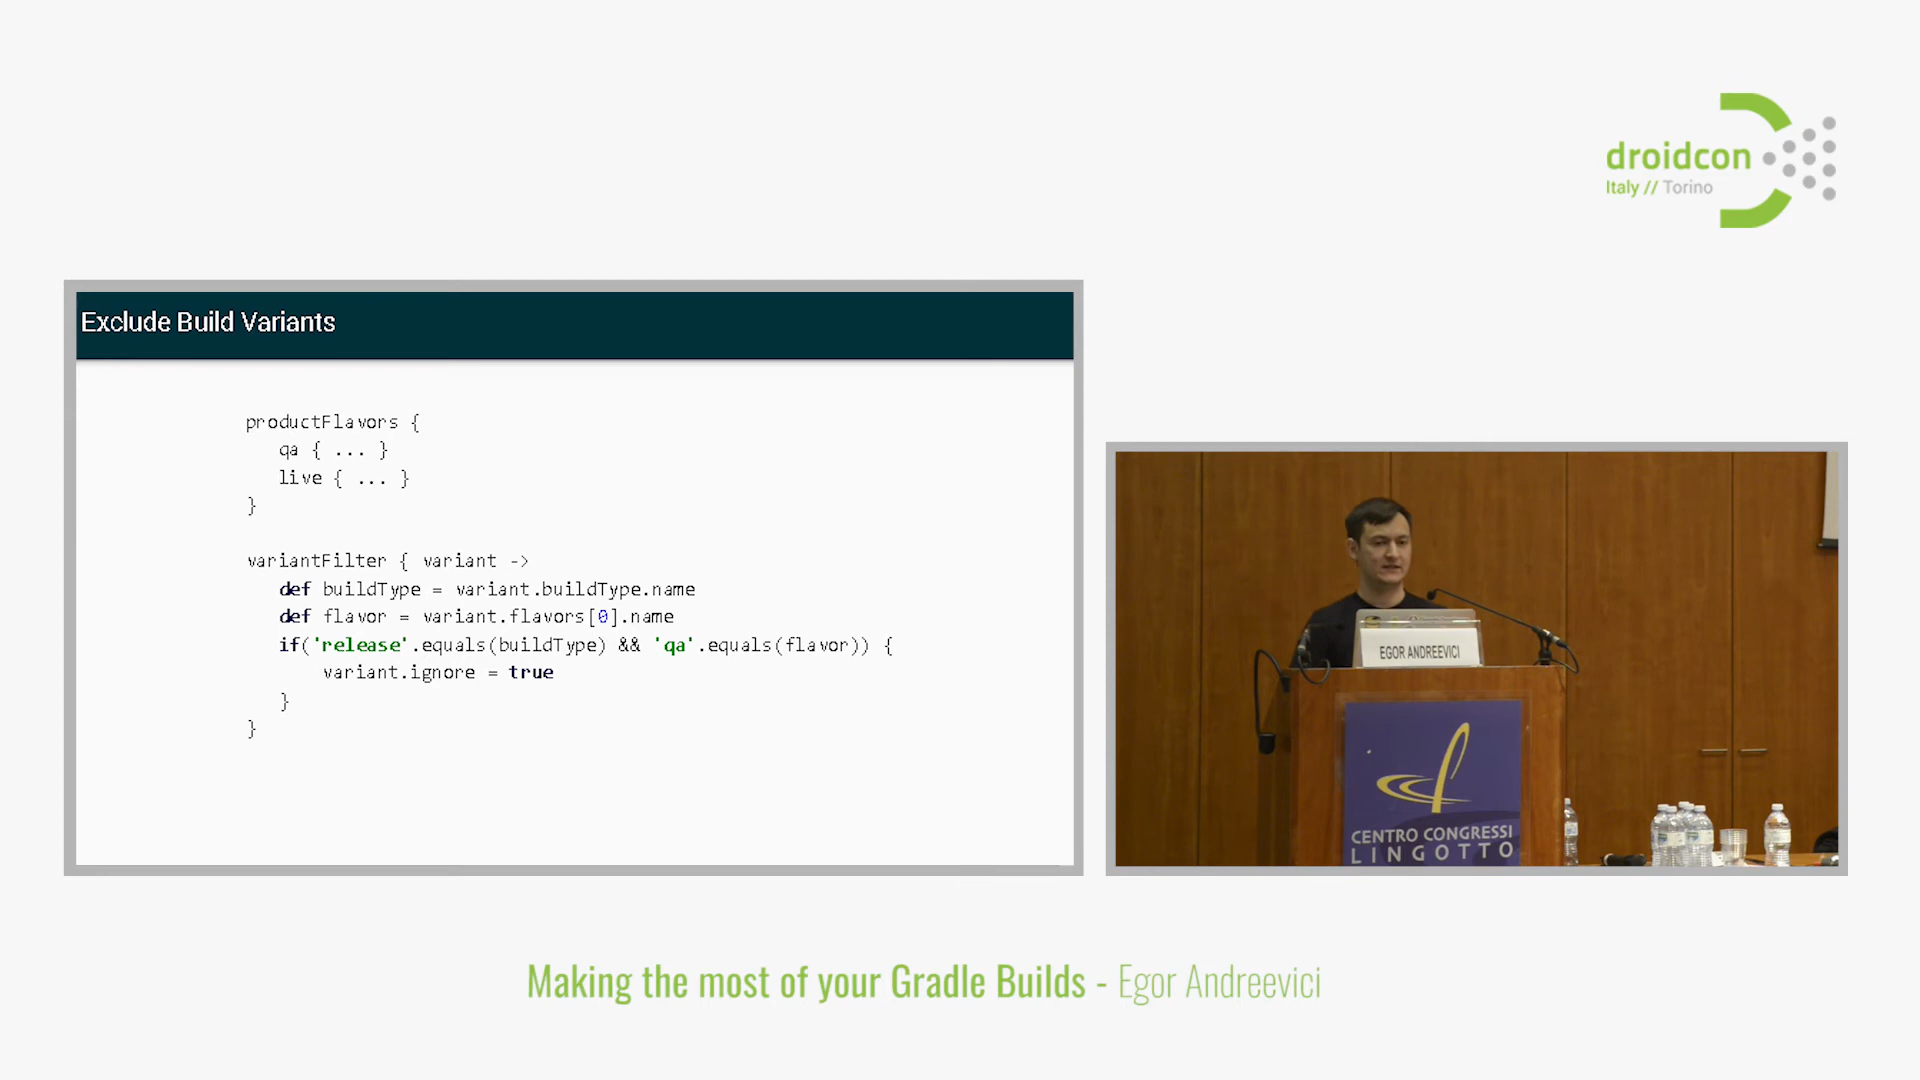 droidcon
Italy // Torino
Exclude Build Variants
productFlavors {
qa { ... }
live { ... }
}
variantFilter { variant ->
def buildType = variant.buildType.name
def flavor = variant.flavors[0].name
if('release'.equals(buildType) && 'qa'.equals(flavor)) {
variant.ignore = true
}
}
EGOR ANDREEVICI
CENTRO CONGRESSI
LINGOTTO
Making the most of your Gradle Builds - Egor Andreevici